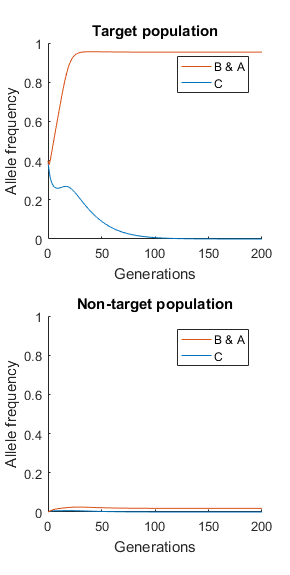 Target population
1
0.8
0.6
0.4
0.2
0
Allele frequency
B & A
C
0 50 100 150 200
Generations
Non-target population
1
0.8
0.6
0.4
0.2
0
Allele frequency
B & A
C
0 50 100 150 200
Generations